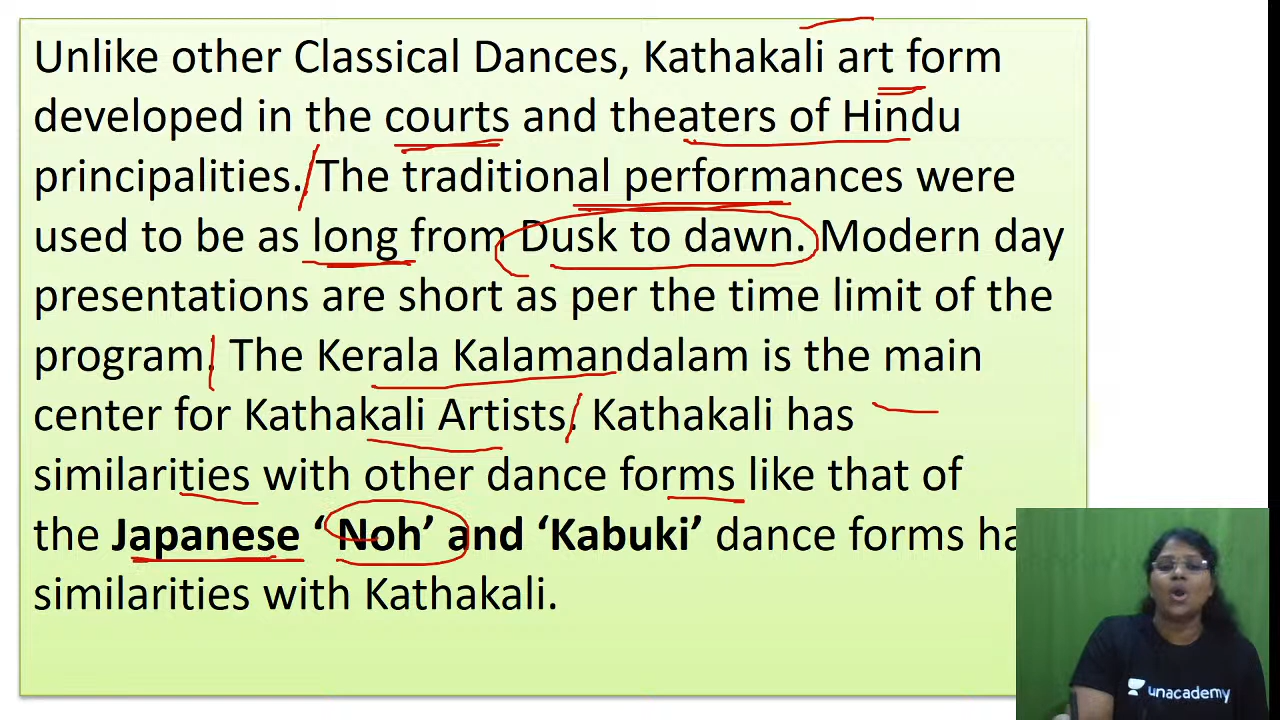 Unlike other Classical Dances, Kathakali art form
developed in the courts and theaters of Hindu
principalities. The traditional performances were
used to be as long from Dusk to dawn. Modern day
presentations are short as per the time limit of the
program. The Kerala Kalamandalam is the main
center for Kathakali Artists. Kathakali has
similarities with other dance forms like that of
the Japanese ‘Noh’ and ‘Kabuki’ dance forms
similarities with Kathakali.
unacademy